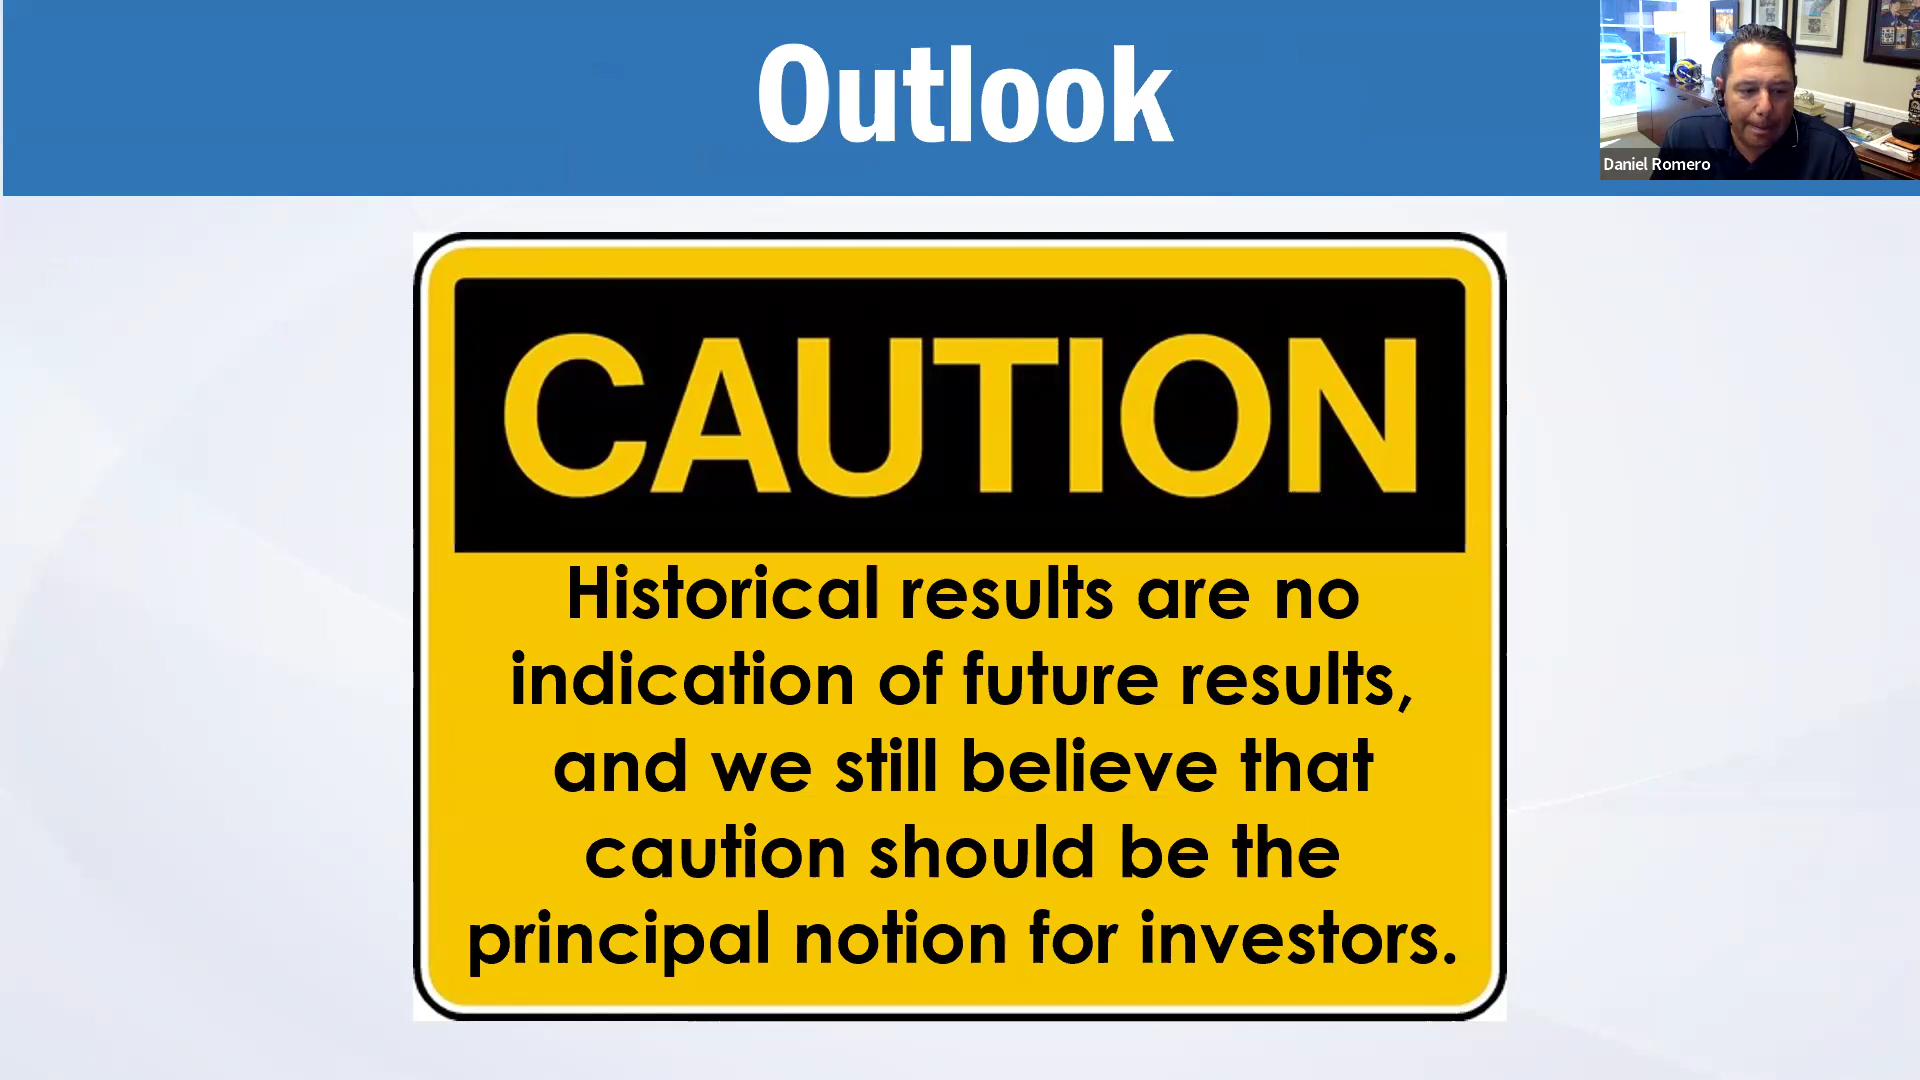 Outlook
Daniel Romero
CAUTION
Historical results are no
indication of future results,
and we still believe that
caution should be the
principal notion for investors.